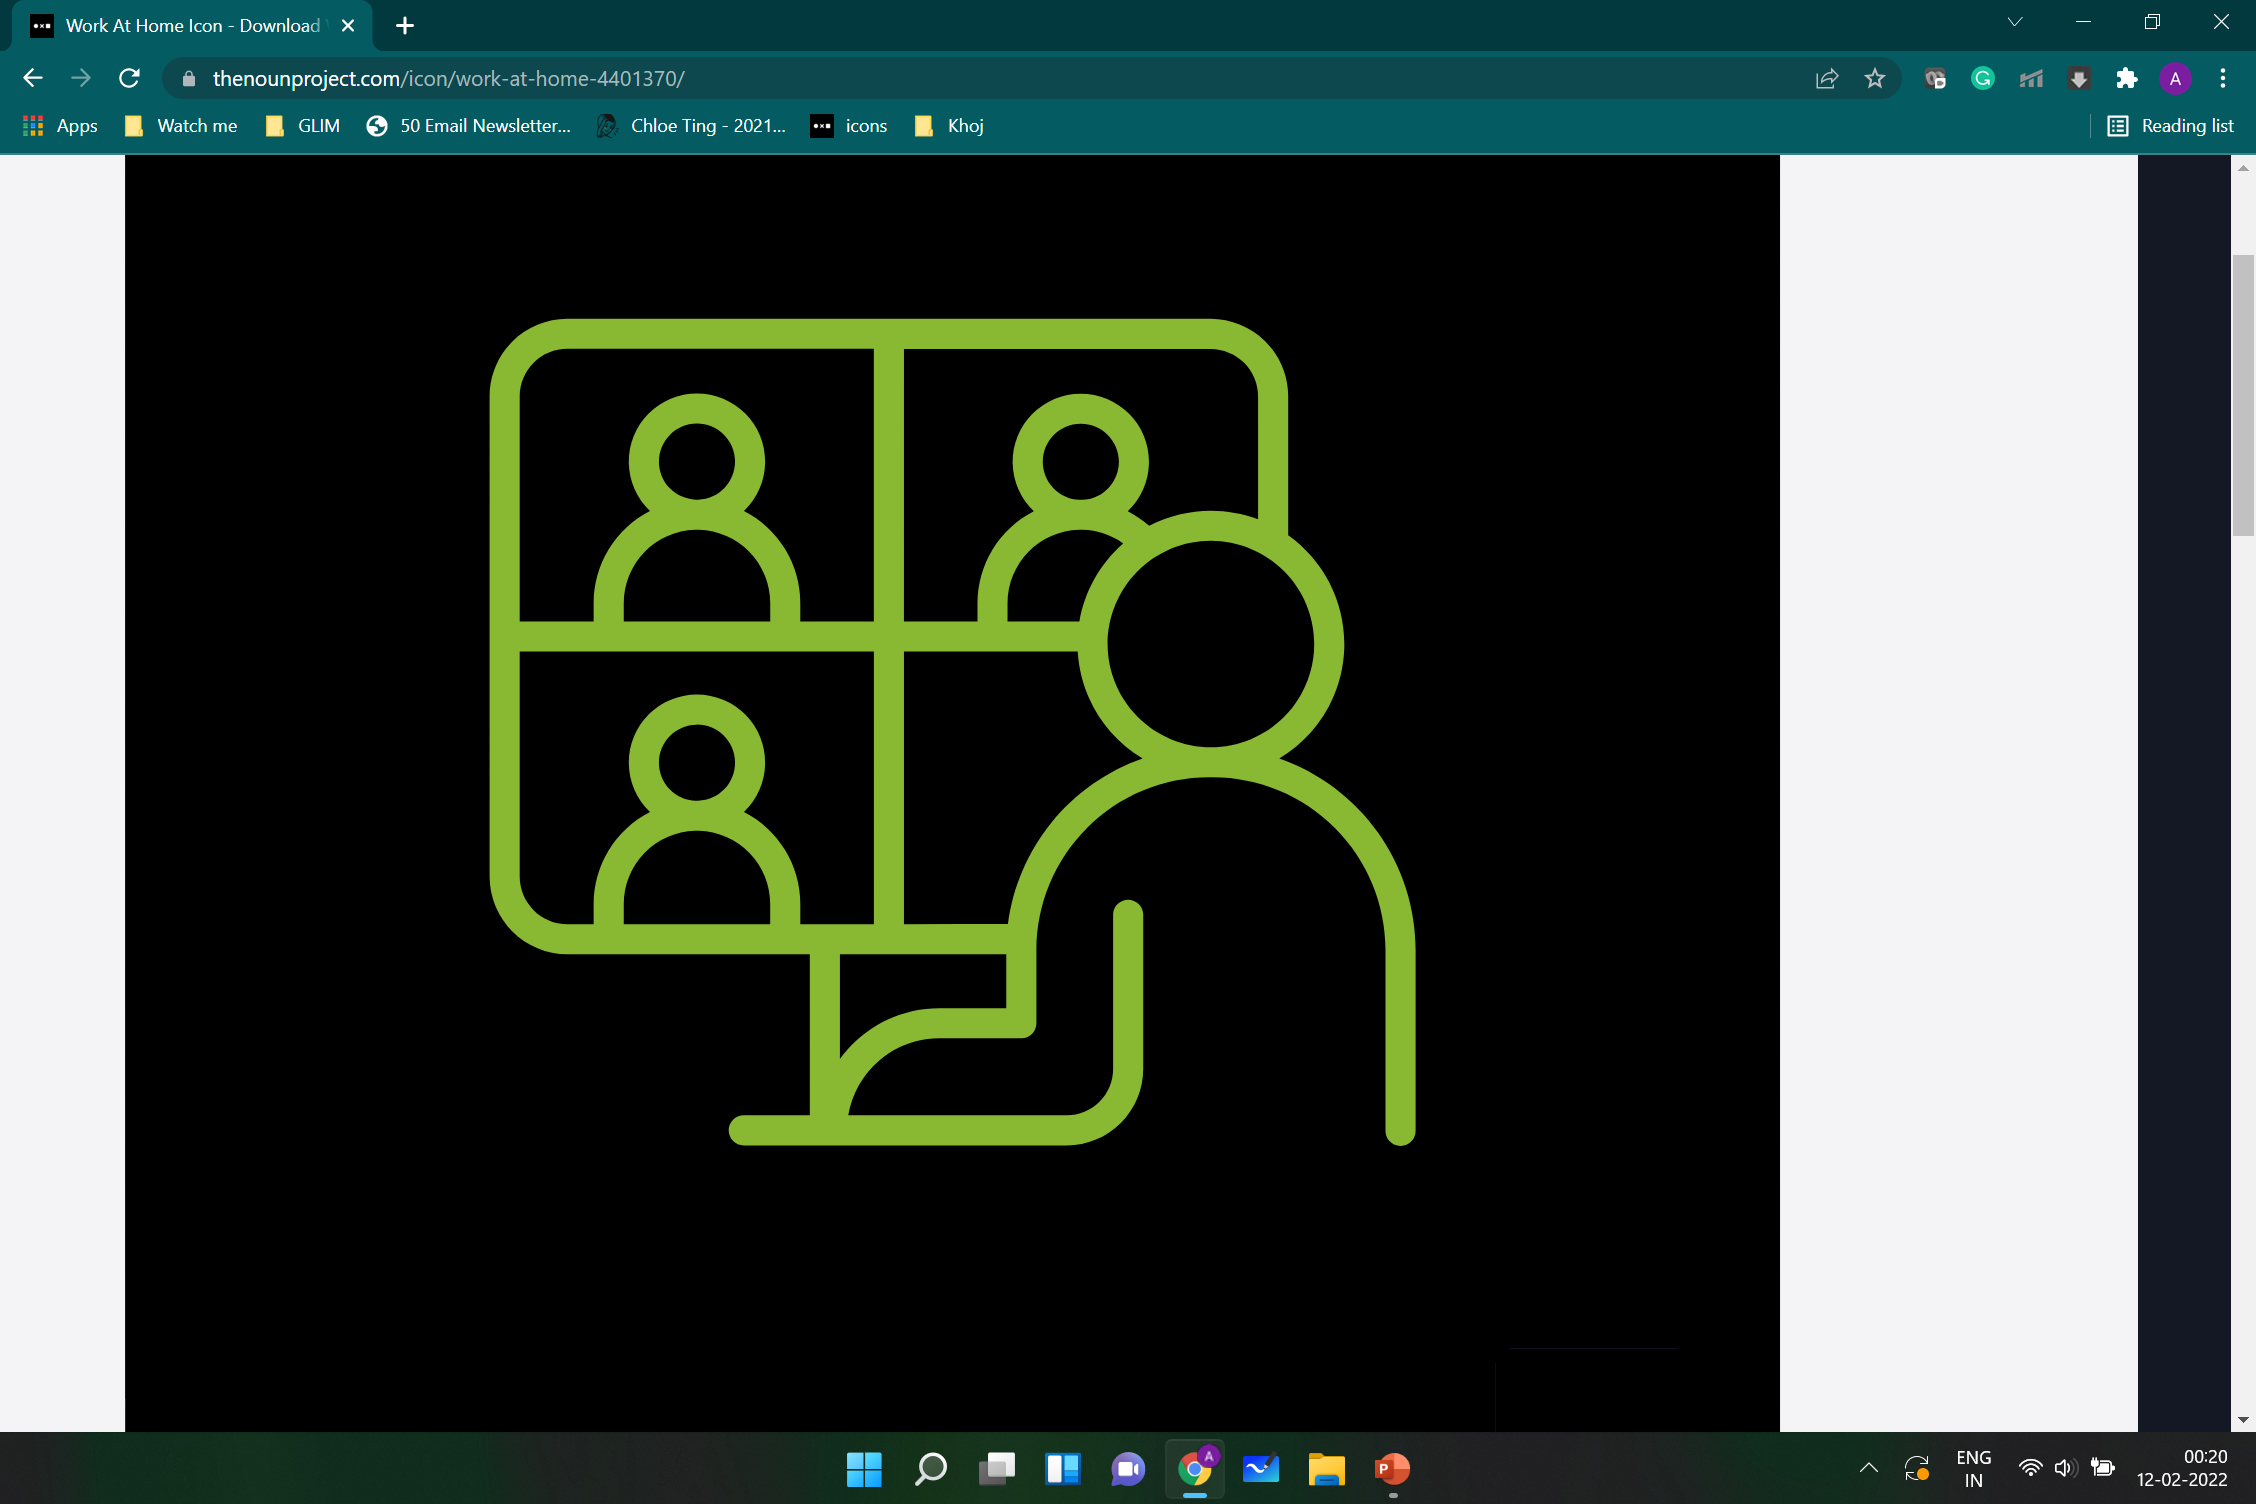 Work At Home Icon - Download
thenounproject.com/icon/work-at-home-4401370/
A
Apps
Watch me
GLIM
50 Email Newsletter...
Chloe Ting - 2021...
icons
Khoj
Reading list
A
P
ENG
IN
00:20
12-02-2022